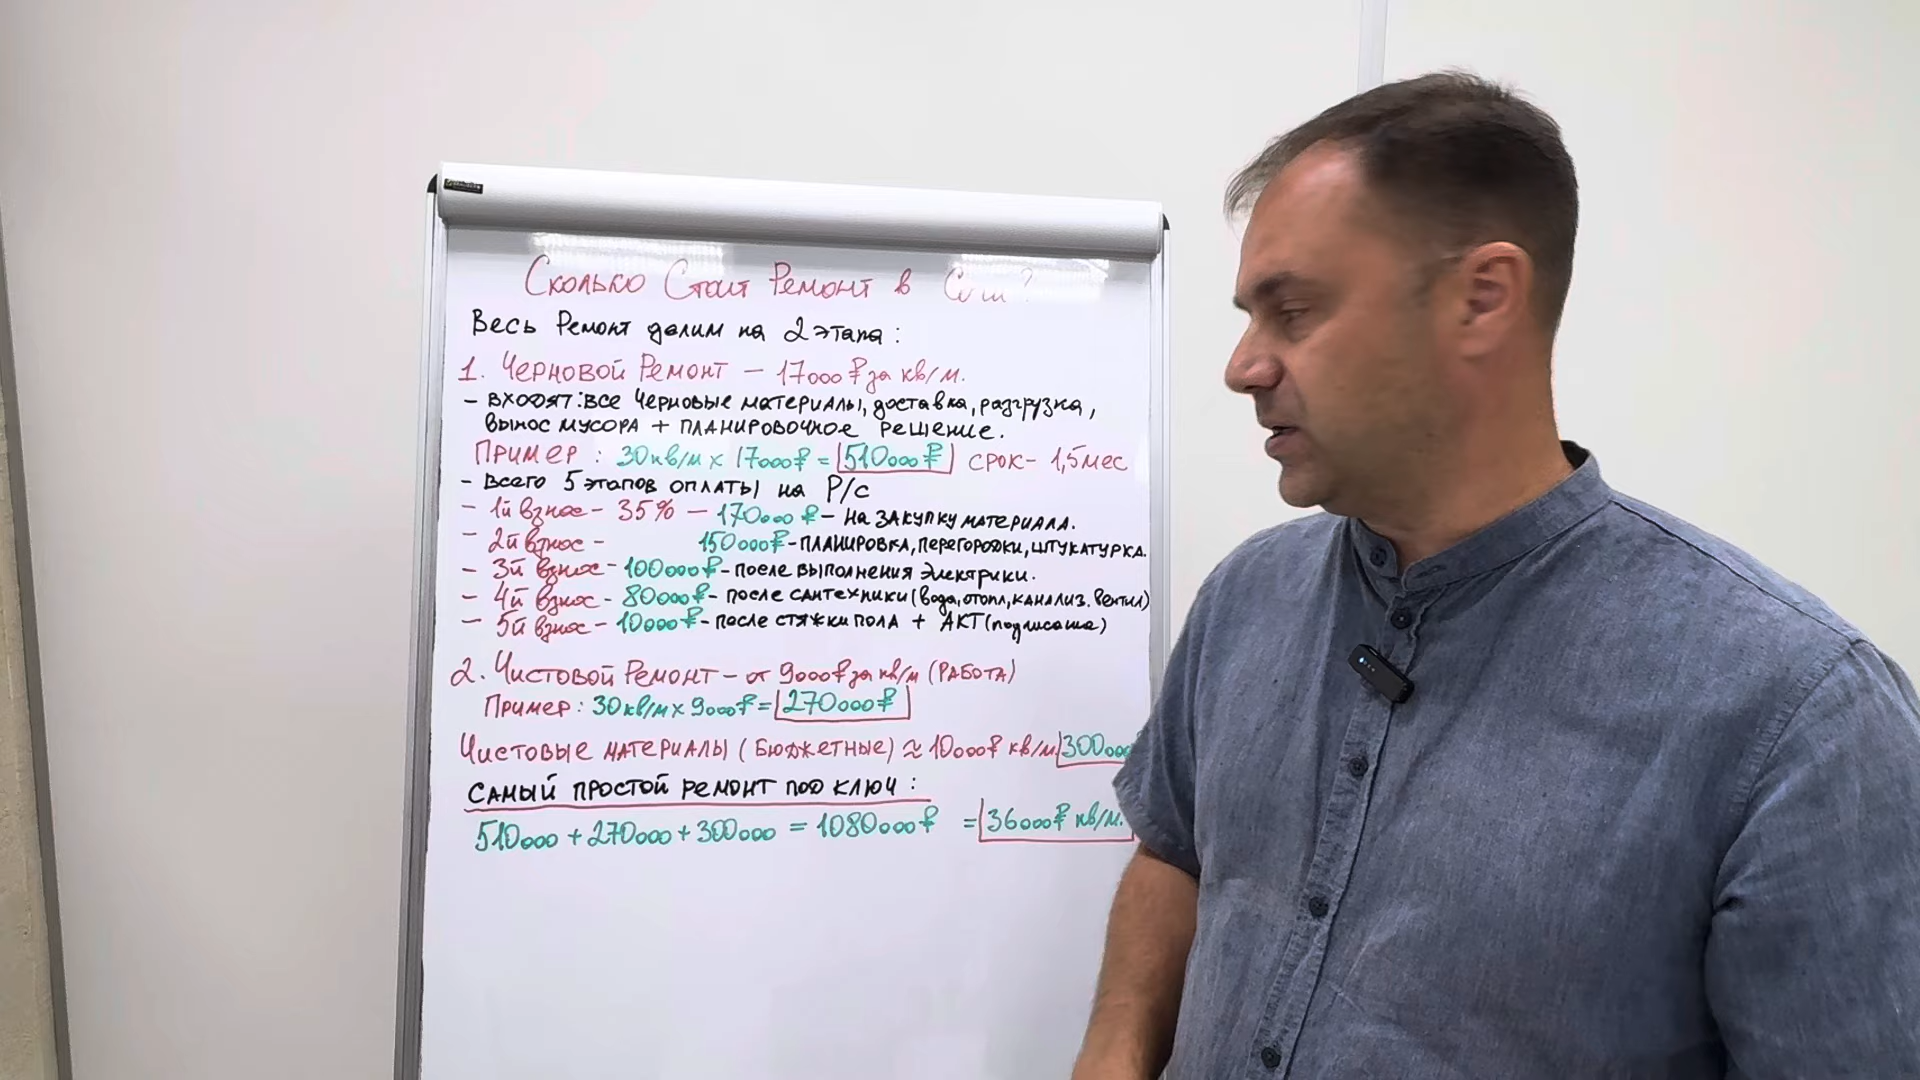 Сколько Стоит Ремонт в Сочи?
Весь Ремонт делим на 2 этапа:
1. Черновой Ремонт – 17000₽ за кв/м.
– входят: все черновые материалы, доставка, разгрузка,
вынос мусора + планировочное решение.
Пример: 30кв/м х 17000₽ = 510000₽ срок – 1,5 мес
– всего 5 этапов оплаты на Р/с
– 1й взнос – 35% – 170000₽ – на закупку материала.
– 2й взнос – 150000₽ – планировка, перегородки, штукатурка.
– 3й взнос – 100000₽ – после выполнения электрики.
– 4й взнос – 80000₽ – после сантехники (вода, отопл, канализ. вентил)
– 5й взнос – 10000₽ – после стяжки пола + АКТ (подписаша)
2. Чистовой Ремонт – от 9000₽ за кв/м (работа)
Пример: 30кв/м х 9000₽ = 270000₽
Чистовые материалы (бюджетные) ≈ 10000₽ кв/м 300000
Самый простой ремонт под ключ:
510000 + 270000 + 300000 = 1080000₽ = 36000₽ кв/м.